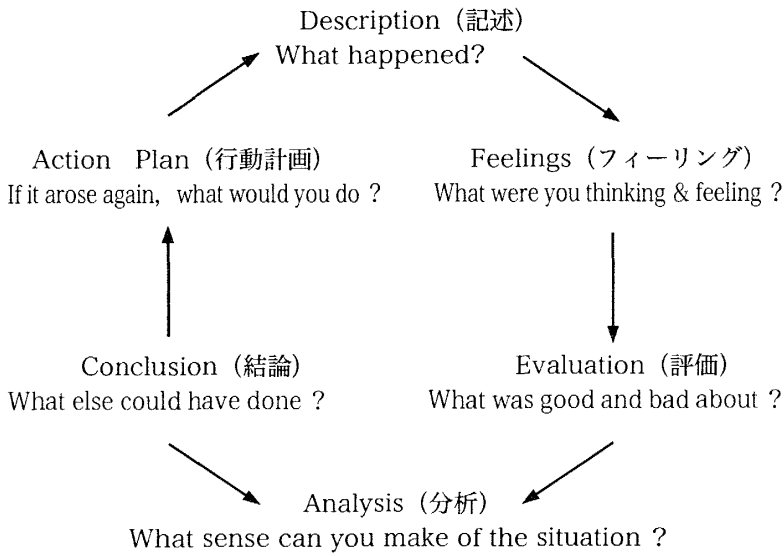 Description（記述）
What happened?
Action Plan（行動計画）
If it arose again, what would you do ?
Feelings（フィーリング）
What were you thinking & feeling ?
Conclusion（結論）
What else could have done ?
Evaluation（評価）
What was good and bad about ?
Analysis（分析）
What sense can you make of the situation ?